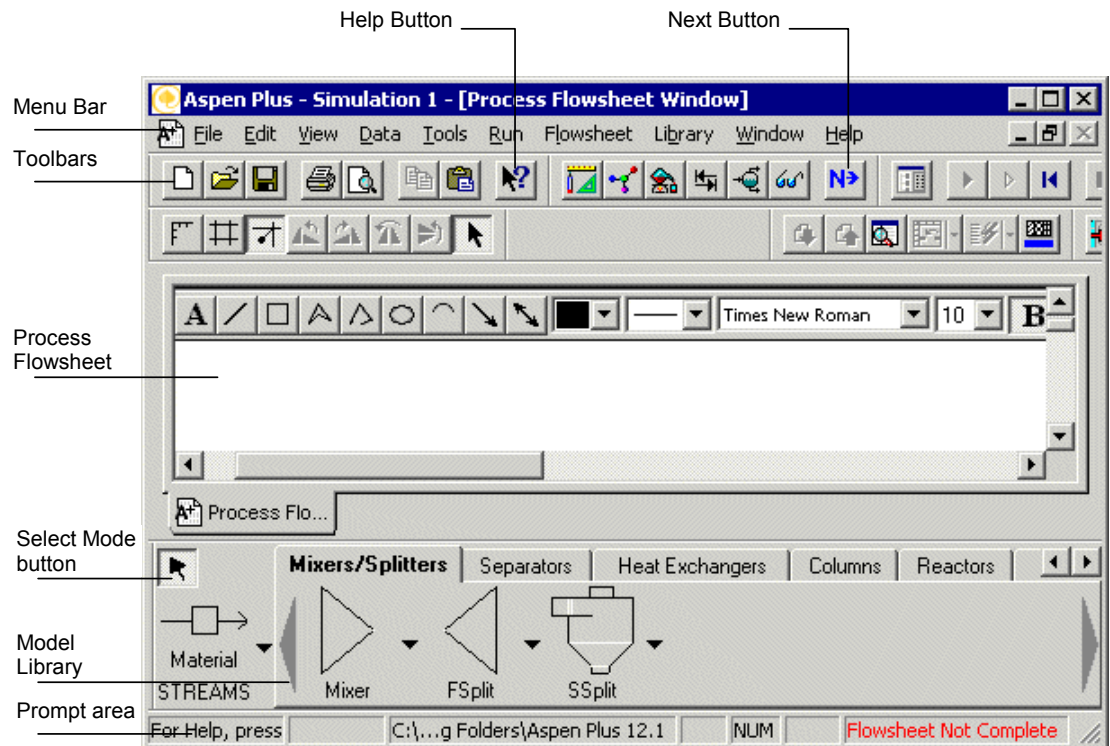 Help Button
Next Button
Menu Bar
Aspen Plus - Simulation 1 - [Process Flowsheet Window]
File Edit View Data Tools Run Flowsheet Library Window Help
Toolbars
N
A Times New Roman 10 B
Process
Flowsheet
Process Flo...
Select Mode
button
Mixers/Splitters Separators Heat Exchangers Columns Reactors
Model
Library
Material
STREAMS Mixer FSplit SSplit
Prompt area
For Help, press C:\...g Folders\Aspen Plus 12.1 NUM Flowsheet Not Complete